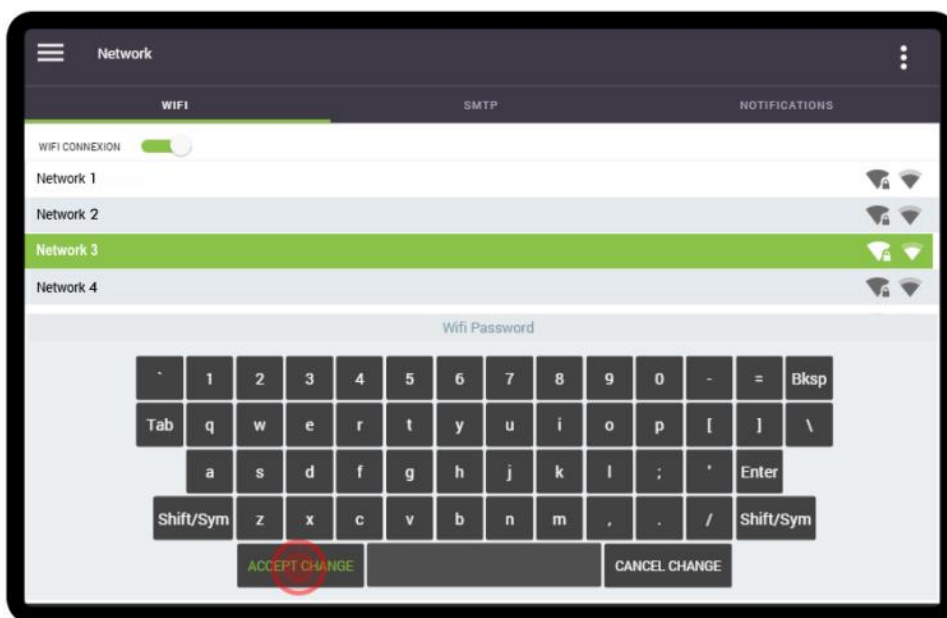 Network
WIFI SMTP NOTIFICATIONS
WIFI CONNEXION
Network 1
Network 2
Network 3
Network 4
Wifi Password
` 1 2 3 4 5 6 7 8 9 0 - = Bksp
Tab q w e r t y u i o p [ ] \
a s d f g h j k l ; ' Enter
Shift/Sym z x c v b n m , . / Shift/Sym
ACCEPT CHANGE CANCEL CHANGE